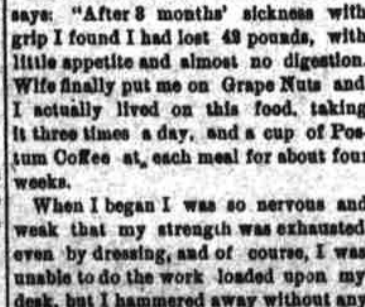 says: "After 3 months' sickness with
grip I found I had lost 42 pounds, with
little appetite and almost no digestion.
Wife finally put me on Grape Nuts and
I actually lived on this food, taking
it three times a day, and a cup of Pos-
tum Coffee at each meal for about four
weeks.
When I began I was so nervous and
weak that my strength was exhausted
even by dressing, and of course, I was
unable to do the work loaded upon my
desk, but I hammered away without any